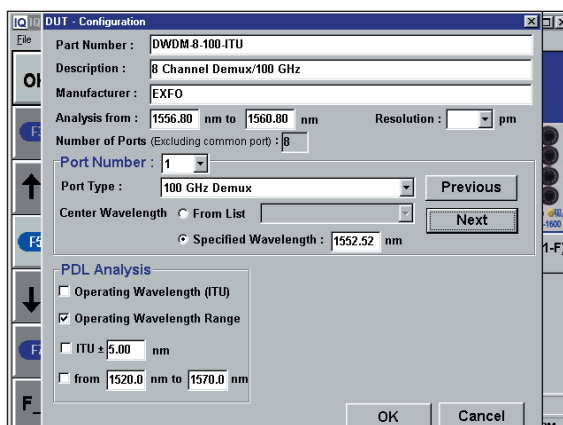 IQ IQ DUT - Configuration
File
Part Number : DWDM-8-100-ITU
Description : 8 Channel Demux/100 GHz
Manufacturer : EXFO
Analysis from : 1556.80 nm to 1560.80 nm Resolution : pm
Number of Ports (Excluding common port) : 8
Port Number : 1
Port Type : 100 GHz Demux Previous
Center Wavelength From List Next
Specified Wavelength : 1552.52 nm
PDL Analysis
Operating Wavelength (ITU)
Operating Wavelength Range
ITU ± 5.00 nm
from 1520.0 nm to 1570.0 nm
OK Cancel
F5
-1600